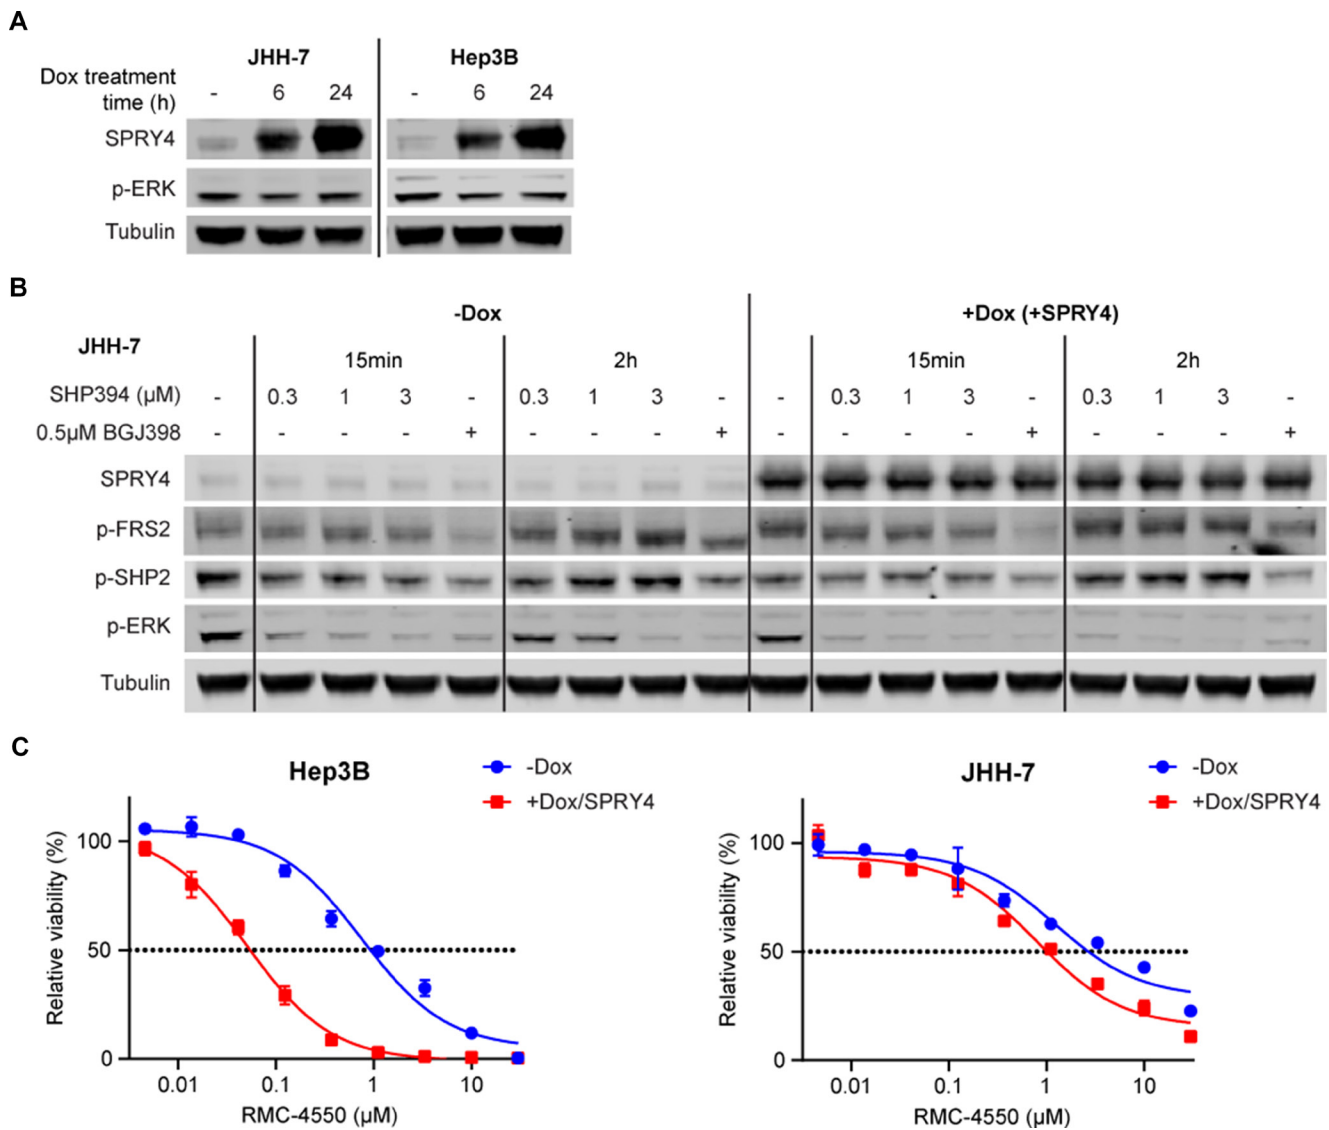 A
JHH-7 Hep3B
Dox treatment
time (h) - 6 24 - 6 24
SPRY4
p-ERK
Tubulin
B
-Dox +Dox (+SPRY4)
JHH-7
15min 2h 15min 2h
SHP394 (µM) - 0.3 1 3 - 0.3 1 3 - - 0.3 1 3 - 0.3 1 3 -
0.5µM BGJ398 - - - - + - - - + - - - - + - - - +
SPRY4
p-FRS2
p-SHP2
p-ERK
Tubulin
C
Hep3B
-Dox
+Dox/SPRY4
Relative viability (%)
100
50
0
0.01 0.1 1 10
RMC-4550 (µM)
JHH-7
-Dox
+Dox/SPRY4
Relative viability (%)
100
50
0
0.01 0.1 1 10
RMC-4550 (µM)